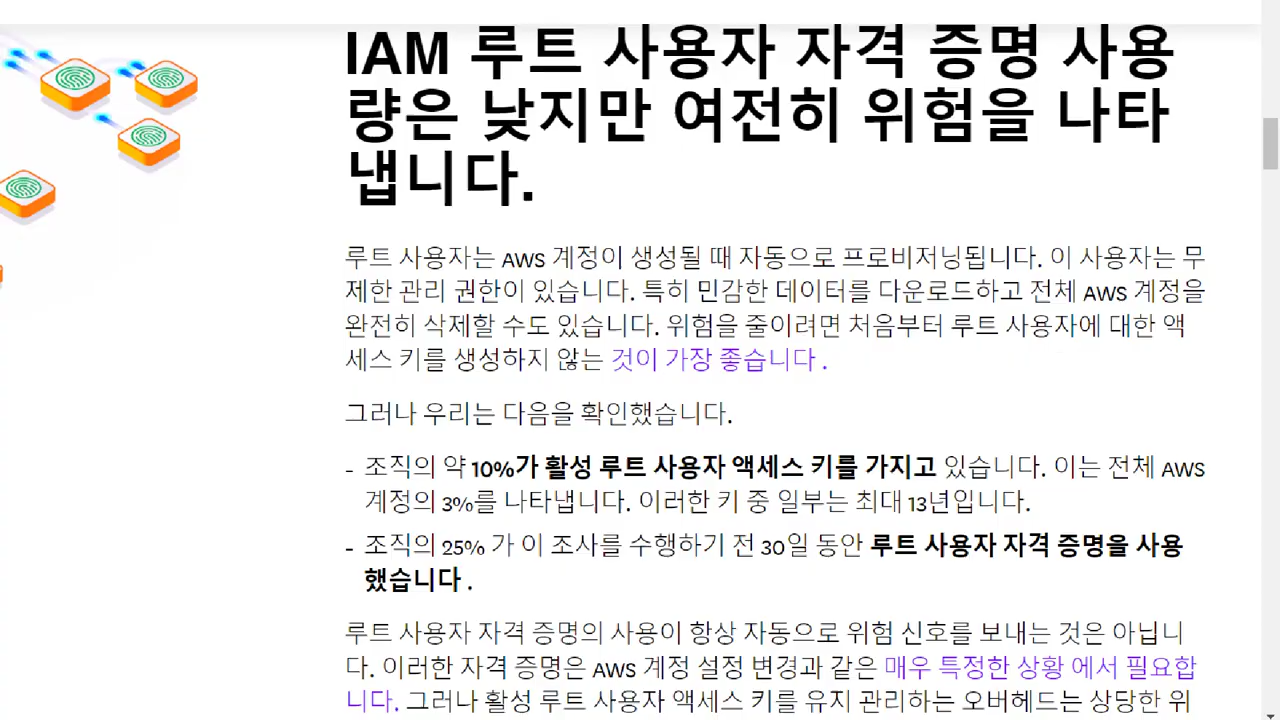 IAM 루트 사용자 자격 증명 사용
량은 낮지만 여전히 위험을 나타
냅니다.
루트 사용자는 AWS 계정이 생성될 때 자동으로 프로비저닝됩니다. 이 사용자는 무
제한 관리 권한이 있습니다. 특히 민감한 데이터를 다운로드하고 전체 AWS 계정을
완전히 삭제할 수도 있습니다. 위험을 줄이려면 처음부터 루트 사용자에 대한 액
세스 키를 생성하지 않는 것이 가장 좋습니다 .
그러나 우리는 다음을 확인했습니다.
- 조직의 약 10%가 활성 루트 사용자 액세스 키를 가지고 있습니다. 이는 전체 AWS
계정의 3%를 나타냅니다. 이러한 키 중 일부는 최대 13년입니다.
- 조직의 25% 가 이 조사를 수행하기 전 30일 동안 루트 사용자 자격 증명을 사용
했습니다 .
루트 사용자 자격 증명의 사용이 항상 자동으로 위험 신호를 보내는 것은 아닙니
다. 이러한 자격 증명은 AWS 계정 설정 변경과 같은 매우 특정한 상황 에서 필요합
니다. 그러나 활성 루트 사용자 액세스 키를 유지 관리하는 오버헤드는 상당한 위